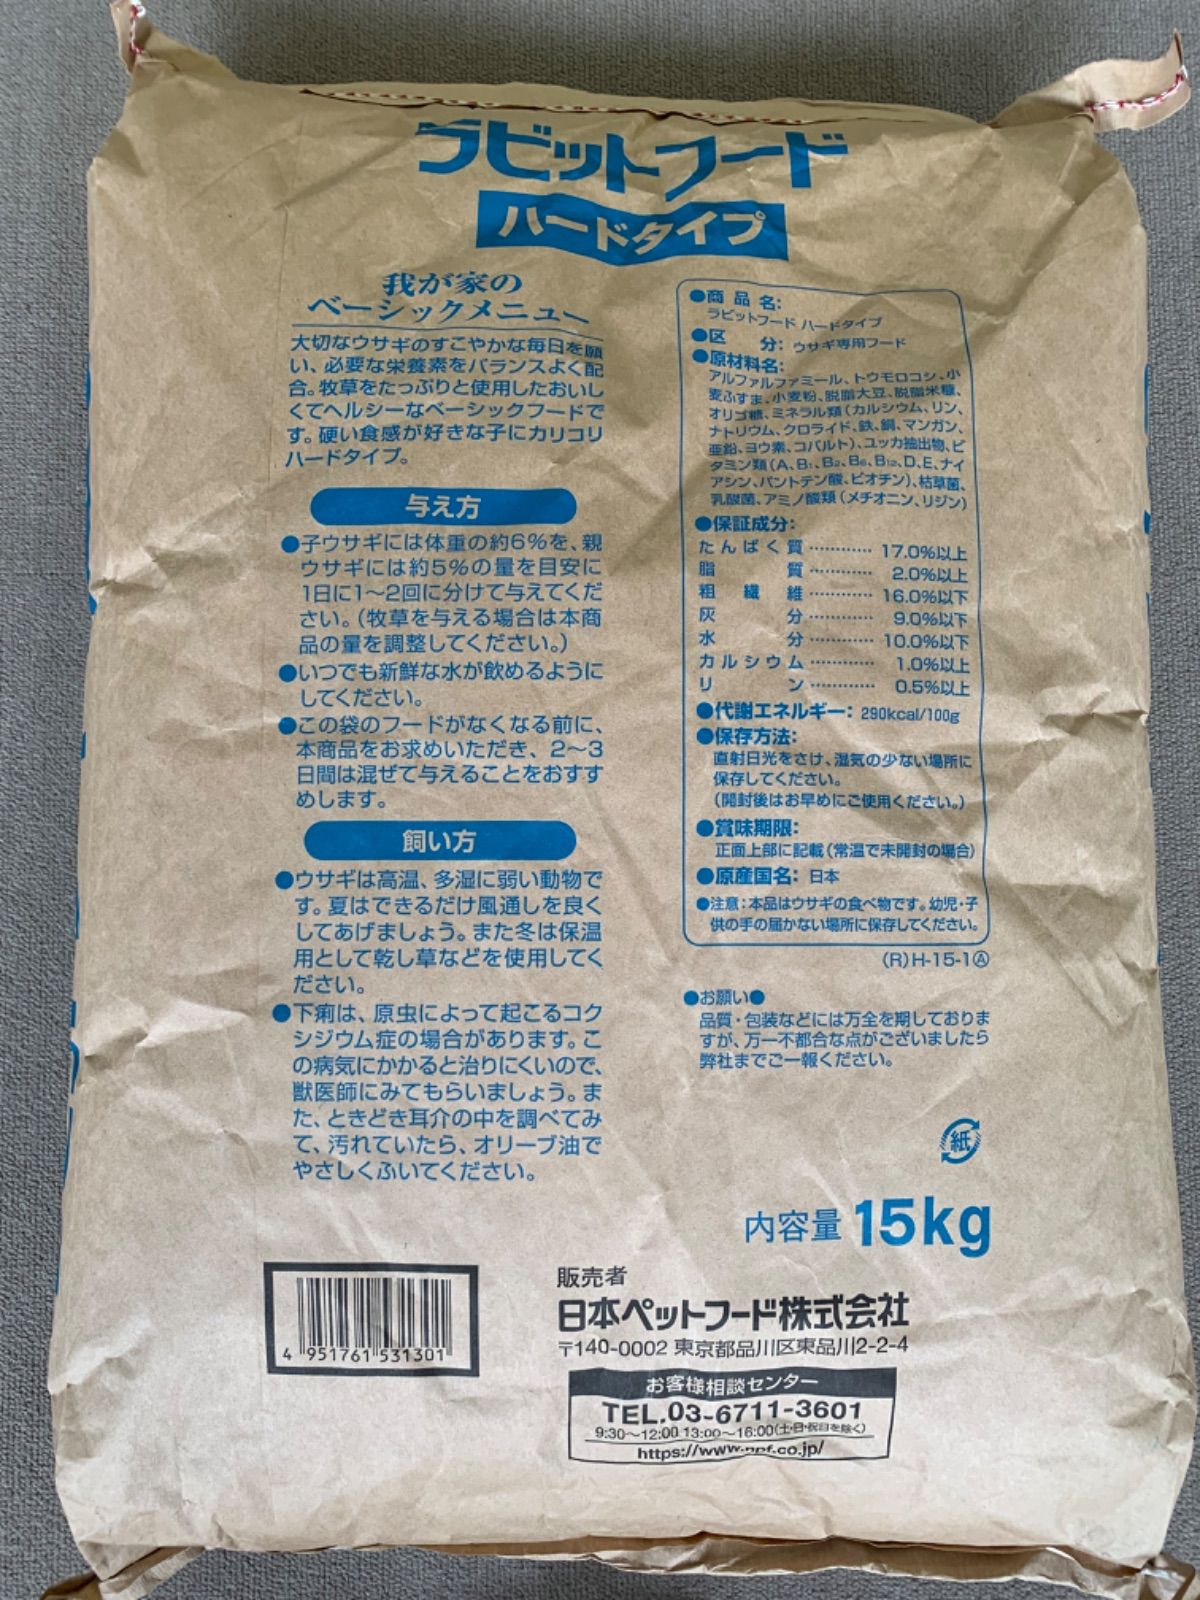 ラビットフード
ハードタイプ
我が家の
ベーシックメニュー
大切なウサギのすこやかな毎日を願
い、必要な栄養素をバランスよく配
合。牧草をたっぷりと使用したおいし
くてヘルシーなベーシックフードで
す。硬い食感が好きな子にカリコリ
ハードタイプ。
与え方
●子ウサギには体重の約6%を、親
ウサギには約5%の量を目安に
1日に1〜2回に分けて与えてくだ
さい。(牧草を与える場合は本商
品の量を調整してください。)
●いつでも新鮮な水が飲めるように
してください。
●この袋のフードがなくなる前に、
本商品をお求めいただき、2〜3
日間は混ぜて与えることをおすす
めします。
飼い方
●ウサギは高温、多湿に弱い動物で
す。夏はできるだけ風通しを良く
してあげましょう。また冬は保温
用として乾し草などを使用してく
ださい。
●下痢は、原虫によって起こるコク
シジウム症の場合があります。こ
の病気にかかると治りにくいので、
獣医師にみてもらいましょう。ま
た、ときどき耳介の中を調べてみ
て、汚れていたら、オリーブ油で
やさしくふいてください。
●商品名:
ラビットフード ハードタイプ
●区分: ウサギ専用フード
●原材料名:
アルファルファミール、トウモロコシ、小
麦ふすま、小麦粉、脱脂大豆、脱脂米糠、
オリゴ糖、ミネラル類(カルシウム、リン、
ナトリウム、クロライド、鉄、銅、マンガン、
亜鉛、ヨウ素、コバルト)、ユッカ抽出物、ビ
タミン類(A、B1、B2、B6、B12、D、E、ナイ
アシン、パントテン酸、ビオチン)、枯草菌、
乳酸菌、アミノ酸類(メチオニン、リジン)
●保証成分:
たんぱく質 ………… 17.0%以上
脂質 ………… 2.0%以上
粗繊維 ………… 16.0%以下
灰分 ………… 9.0%以下
水分 ………… 10.0%以下
カルシウム ………… 1.0%以上
リン ………… 0.5%以上
●代謝エネルギー: 290kcal/100g
●保存方法:
直射日光をさけ、湿気の少ない場所に
保存してください。
(開封後はお早めにご使用ください。)
●賞味期限:
正面上部に記載(常温で未開封の場合)
●原産国名: 日本
●注意:本品はウサギの食べ物です。幼児・子
供の手の届かない場所に保存してください。
(R)H-15-1Ⓐ
●お願い●
品質・包装などには万全を期しておりま
すが、万一不都合な点がございましたら
弊社までご一報ください。
紙
内容量 15kg
4 951761 531301
販売者
日本ペットフード株式会社
〒140-0002 東京都品川区東品川2-2-4
お客様相談センター
TEL.03-6711-3601
9:30〜12:00 13:00〜16:00(土・日・祝日を除く)
https://www.npf.co.jp/